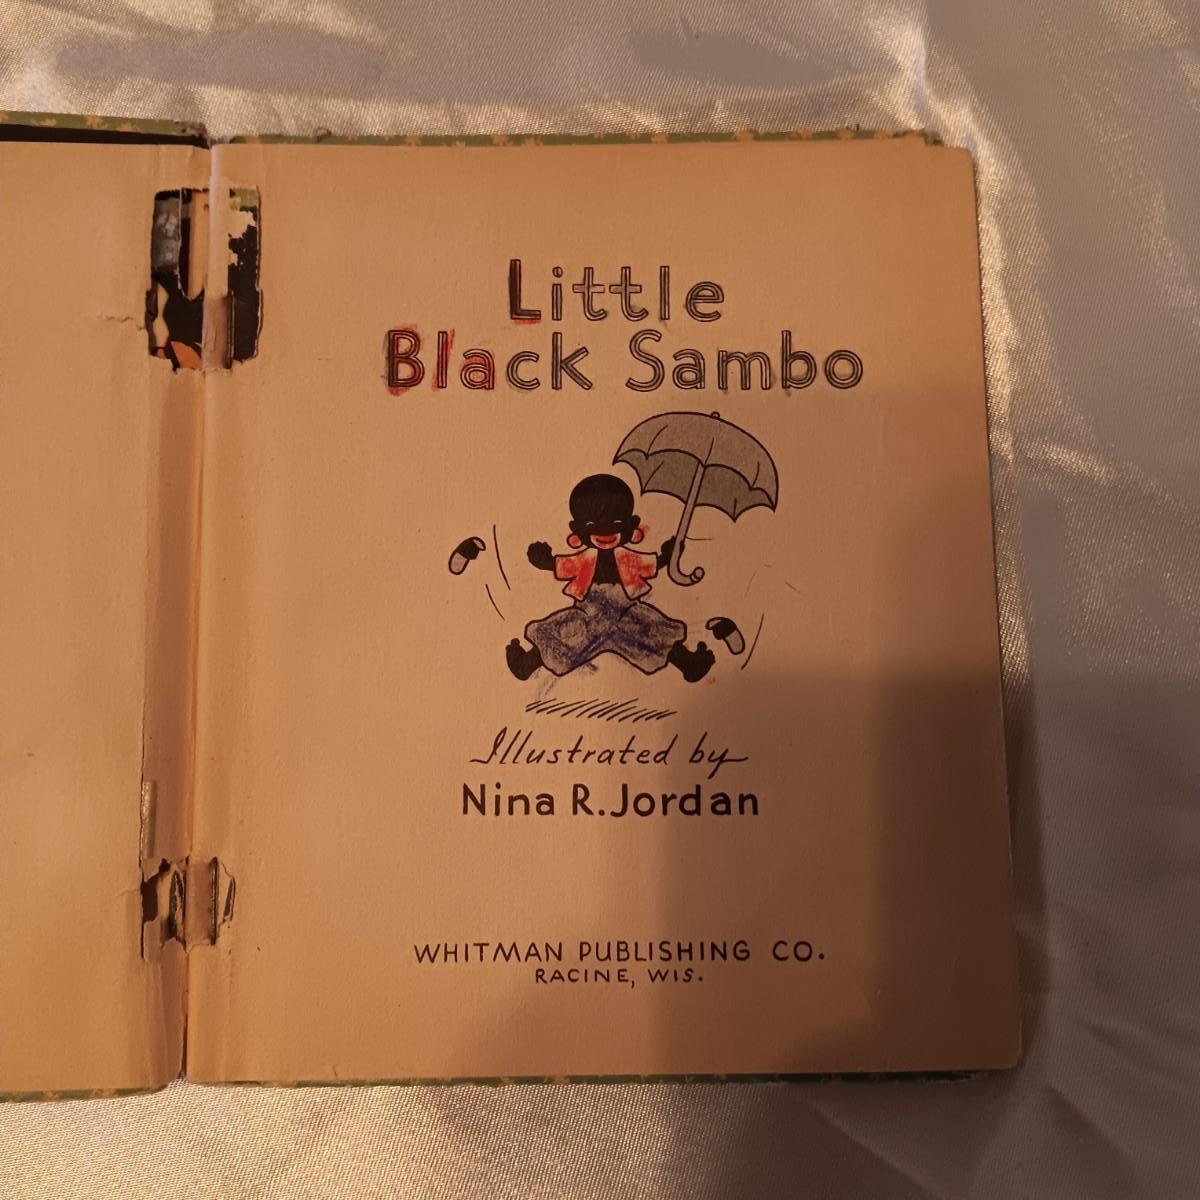 Little
Black Sambo
Illustrated by
Nina R. Jordan
WHITMAN PUBLISHING CO.
RACINE, WIS.